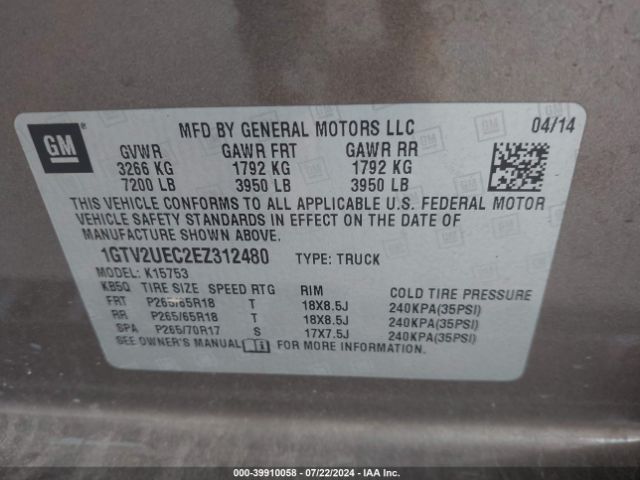 GM
MFD BY GENERAL MOTORS LLC 04/14
GVWR GAWR FRT GAWR RR
3266 KG 1792 KG 1792 KG
7200 LB 3950 LB 3950 LB
THIS VEHICLE CONFORMS TO ALL APPLICABLE U.S. FEDERAL MOTOR
VEHICLE SAFETY STANDARDS IN EFFECT ON THE DATE OF
MANUFACTURE SHOWN ABOVE.
1GTV2UEC2EZ312480 TYPE: TRUCK
MODEL: K15753
KB5Q TIRE SIZE SPEED RTG RIM COLD TIRE PRESSURE
FRT P265/65R18 T 18X8.5J 240KPA(35PSI)
RR P265/65R18 T 18X8.5J 240KPA(35PSI)
SPA P265/70R17 S 17X7.5J 240KPA(35PSI)
SEE OWNER'S MANUAL FOR MORE INFORMATION.
000-39910058 - 07/22/2024 - IAA Inc.